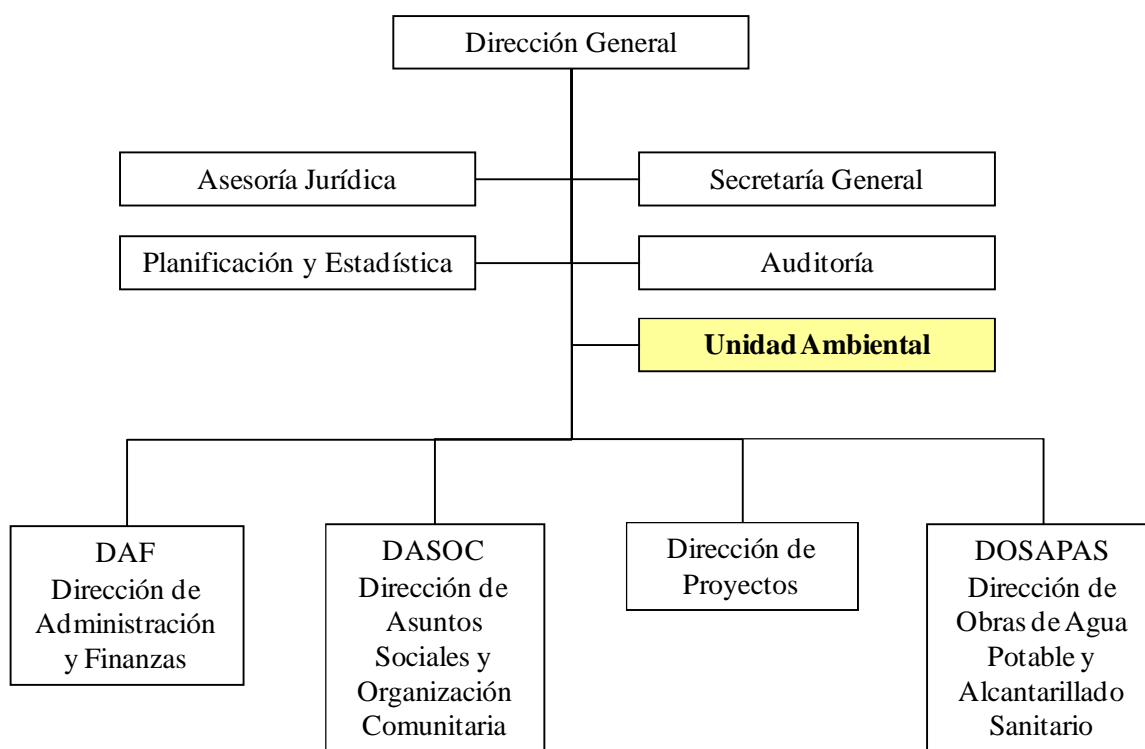 Dirección General
Asesoría Jurídica
Secretaría General
Planificación y Estadística
Auditoría
Unidad Ambiental
DAF
Dirección de
Administración
y Finanzas
DASOC
Dirección de
Asuntos
Sociales y
Organización
Comunitaria
Dirección de
Proyectos
DOSAPAS
Dirección de
Obras de Agua
Potable y
Alcantarillado
Sanitario